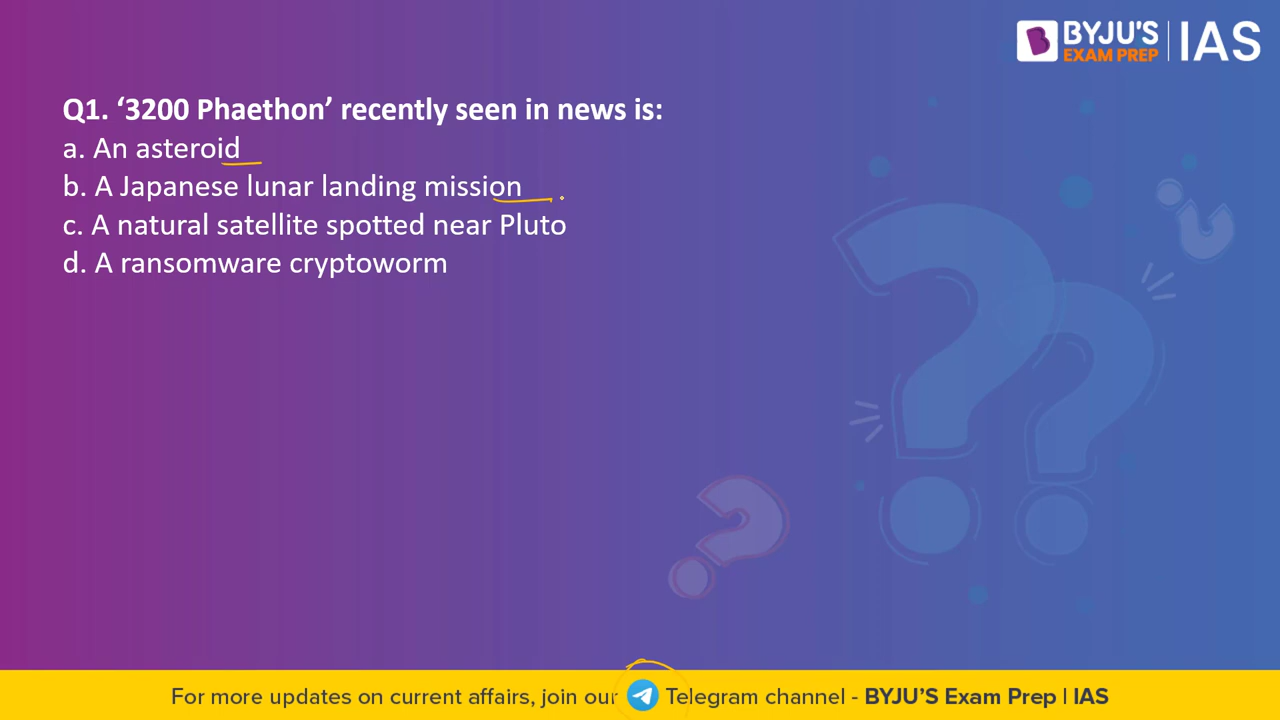 BYJU'S
EXAM PREP
IAS
Q1. ‘3200 Phaethon’ recently seen in news is:
a. An asteroid
b. A Japanese lunar landing mission
c. A natural satellite spotted near Pluto
d. A ransomware cryptoworm
For more updates on current affairs, join our Telegram channel - BYJU'S Exam Prep | IAS